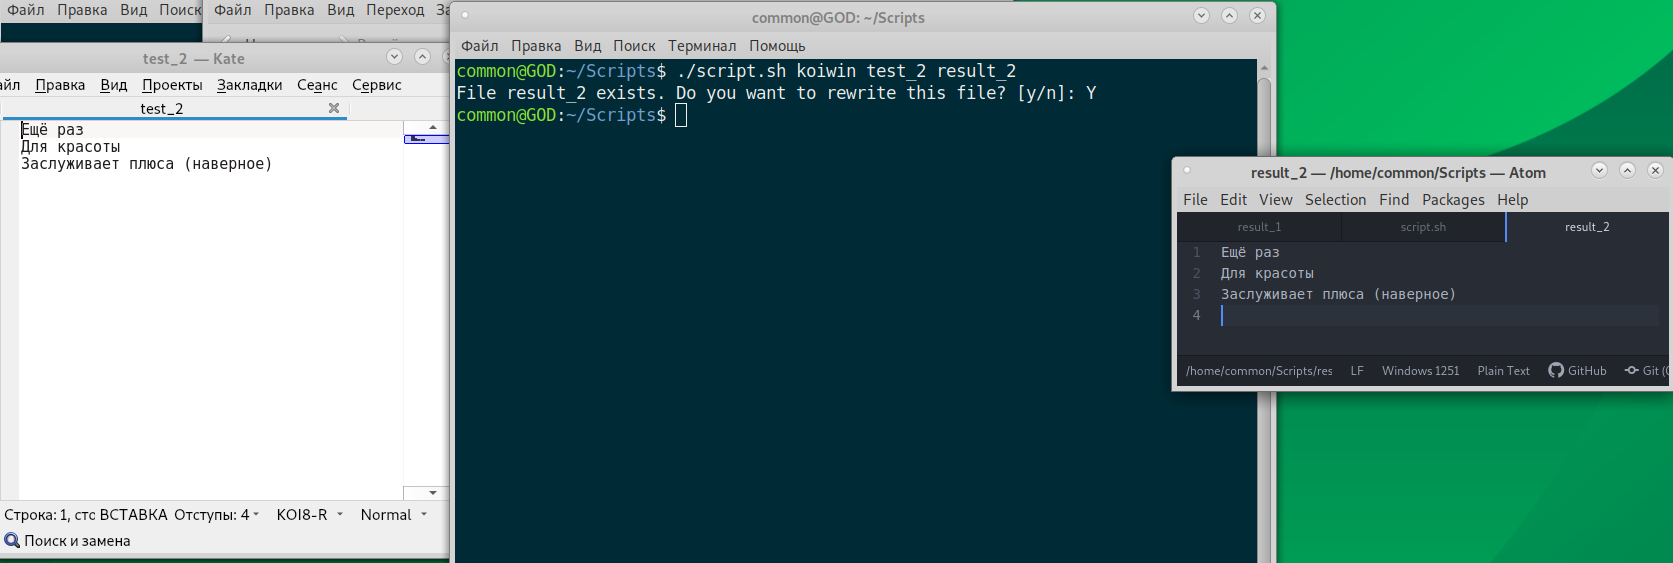 Файл Правка Вид Поиск
Файл Правка Вид Переход
test_2 — Kate
Правка Вид Проекты Закладки Сеанс Сервис
test_2
Ещё раз
Для красоты
Заслуживает плюса (наверное)
Строка: 1, стс ВСТАВКА Отступы: 4 KOI8-R Normal
Поиск и замена
common@GOD: ~/Scripts
Файл Правка Вид Поиск Терминал Помощь
common@GOD:~/Scripts$ ./script.sh koiwin test_2 result_2
File result_2 exists. Do you want to rewrite this file? [y/n]: Y
common@GOD:~/Scripts$
result_2 — /home/common/Scripts — Atom
File Edit View Selection Find Packages Help
result_1 script.sh result_2
1 Ещё раз
2 Для красоты
3 Заслуживает плюса (наверное)
4
/home/common/Scripts/res LF Windows 1251 Plain Text GitHub Git (0